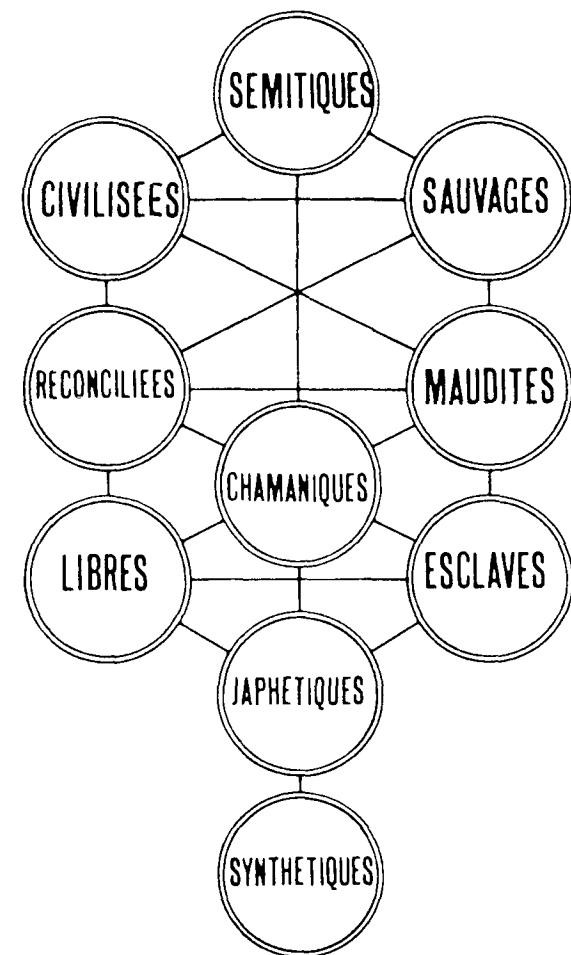 SEMITIQUES
CIVILISEES
SAUVAGES
RECONCILIEES
MAUDITES
CHAMANIQUES
LIBRES
ESCLAVES
JAPHETIQUES
SYNTHETIQUES